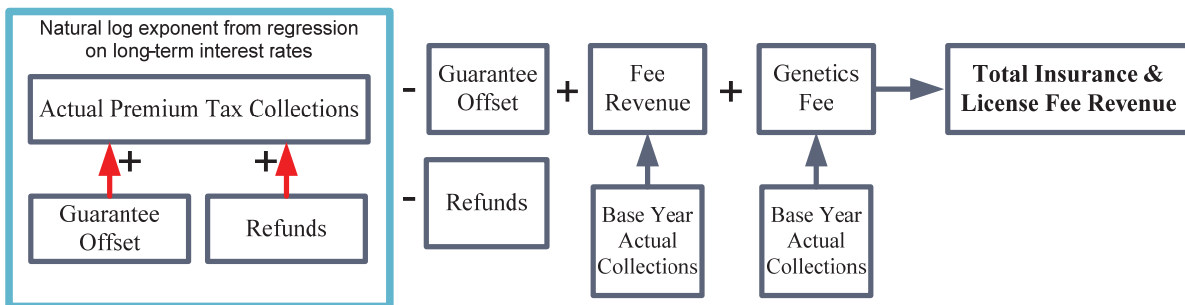 Natural log exponent from regression
on long-term interest rates
Actual Premium Tax Collections
+
+
Guarantee
Offset
Refunds
-
Guarantee
Offset
-
Refunds
+
Fee
Revenue
Base Year
Actual
Collections
+
Genetics
Fee
Base Year
Actual
Collections
Total Insurance &
License Fee Revenue